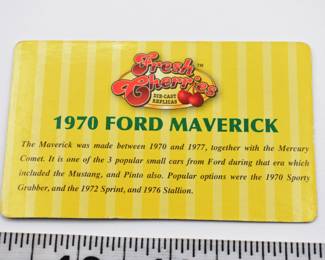 Fresh
Cherries™
DIE-CAST
REPLICAS
1970 FORD MAVERICK
The Maverick was made between 1970 and 1977, together with the Mercury
Comet. It is one of the 3 popular small cars from Ford during that era which
included the Mustang, and Pinto also. Popular options were the 1970 Sporty
Grabber, and the 1972 Sprint, and 1976 Stallion.